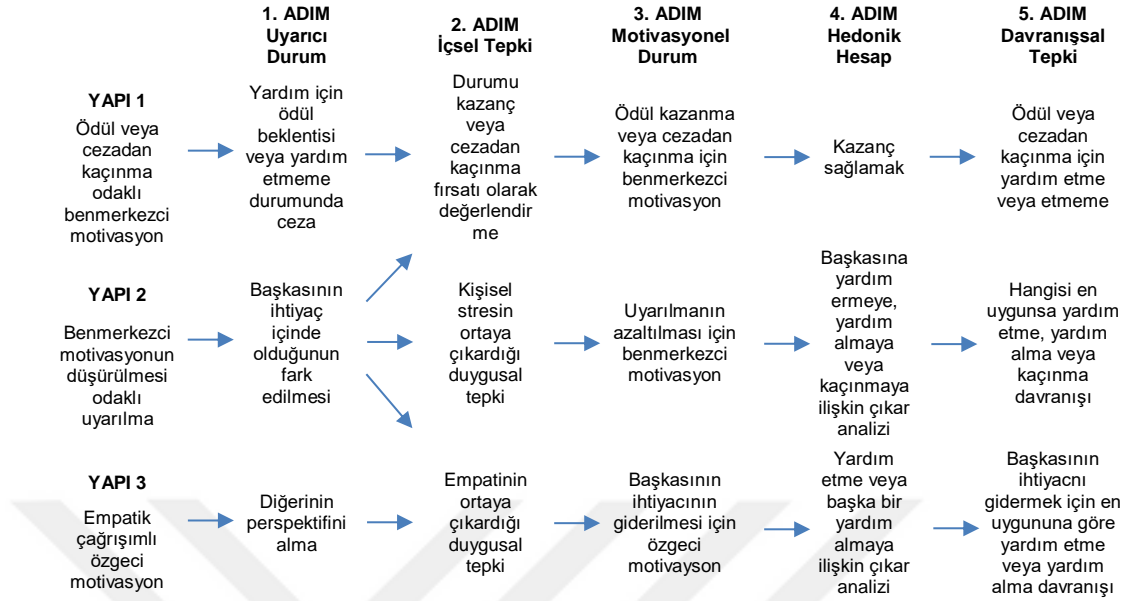 1. ADIM
Uyarıcı
Durum
2. ADIM
İçsel Tepki
3. ADIM
Motivasyonel
Durum
4. ADIM
Hedonik
Hesap
5. ADIM
Davranışsal
Tepki
YAPI 1
Ödül veya
cezadan
kaçınma
odaklı
benmerkezci
motivasyon
Yardım için
ödül
beklentisi
veya yardım
etmeme
durumunda
ceza
Durumu
kazanç
veya
cezadan
kaçınma
fırsatı olarak
değerlendir
me
Ödül kazanma
veya cezadan
kaçınma için
benmerkezci
motivasyon
Kazanç
sağlamak
Ödül veya
cezadan
kaçınma için
yardım etme
veya etmeme
YAPI 2
Benmerkezci
motivasyonun
düşürülmesi
odaklı
uyarılma
Başkasının
ihtiyaç
içinde
olduğunun
fark
edilmesi
Kişisel
stresin
ortaya
çıkardığı
duygusal
tepki
Uyarılmanın
azaltılması için
benmerkezci
motivasyon
Başkasına
yardım
ermeye,
yardım
almaya
veya
kaçınmaya
ilişkin çıkar
analizi
Hangisi en
uygunsa yardım
etme, yardım
alma veya
kaçınma
davranışı
YAPI 3
Empatik
çağrışımlı
özgeci
motivasyon
Diğerinin
perspektifini
alma
Empatinin
ortaya
çıkardığı
duygusal
tepki
Başkasının
ihtiyacının
giderilmesi için
özgeci
motivayson
Yardım
etme veya
başka bir
yardım
almaya
ilişkin çıkar
analizi
Başkasının
ihtiyacnı
gidermek için en
uygununa göre
yardım etme
veya yardım
alma davranışı